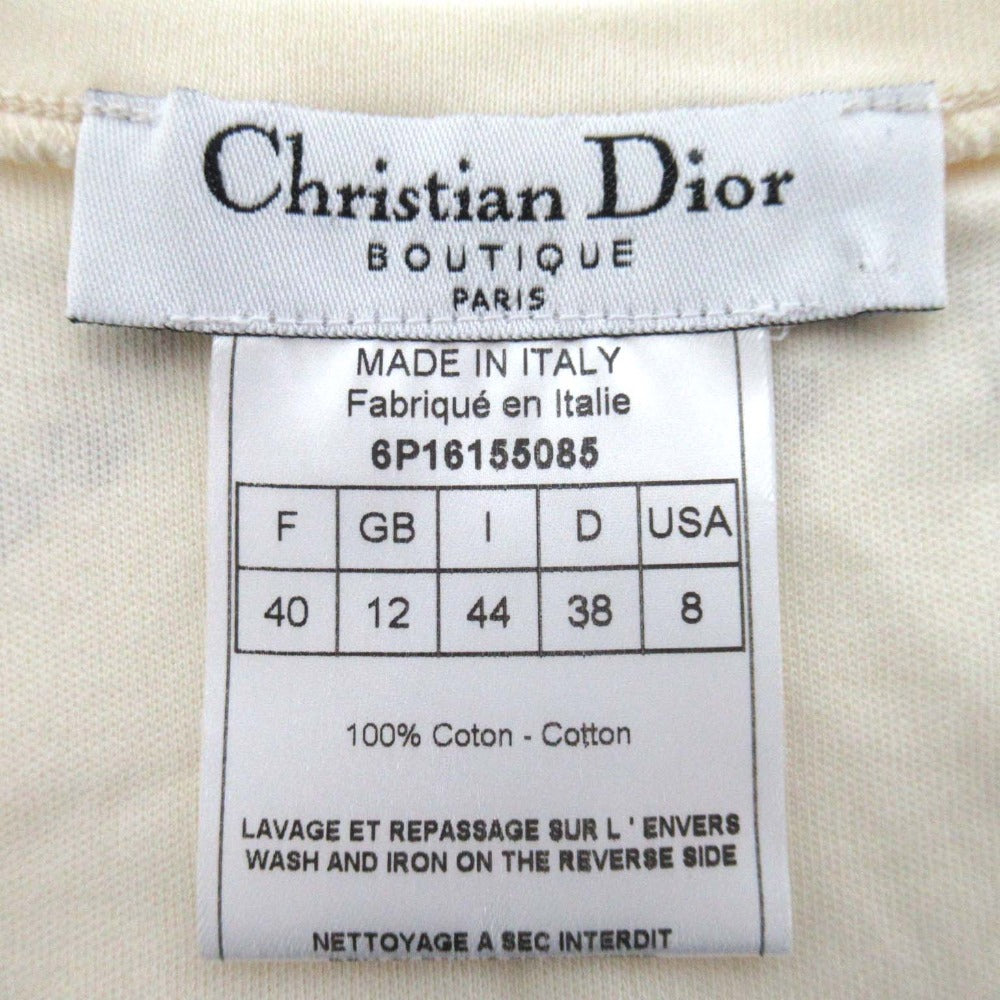 Christian Dior
BOUTIQUE
PARIS
MADE IN ITALY
Fabriqué en Italie
6P16155085
F GB I D USA
40 12 44 38 8
100% Coton - Cotton
LAVAGE ET REPASSAGE SUR L ' ENVERS
WASH AND IRON ON THE REVERSE SIDE
NETTOYAGE A SEC INTERDIT